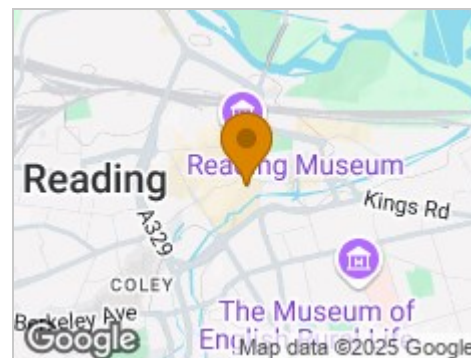 Reading Museum
Reading
Kings Rd
A329
COLEY
The Museum of
English Rural Life
Berkeley Ave
Google
Map data ©2025 Google